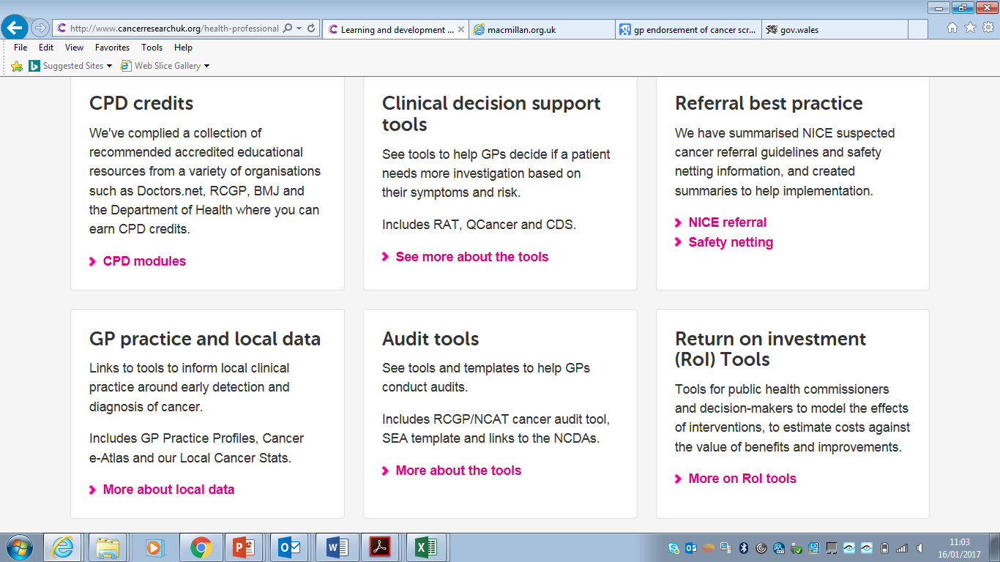 http://www.cancerresearchuk.org/health-professional
Learning and development ...
macmillan.org.uk
gp endorsement of cancer scr...
gov.wales
File Edit View Favorites Tools Help
Suggested Sites
Web Slice Gallery
CPD credits
We've complied a collection of
recommended accredited educational
resources from a variety of organisations
such as Doctors.net, RCGP, BMJ and
the Department of Health where you can
earn CPD credits.
CPD modules
Clinical decision support
tools
See tools to help GPs decide if a patient
needs more investigation based on
their symptoms and risk.
Includes RAT, QCancer and CDS.
See more about the tools
Referral best practice
We have summarised NICE suspected
cancer referral guidelines and safety
netting information, and created
summaries to help implementation.
NICE referral
Safety netting
GP practice and local data
Links to tools to inform local clinical
practice around early detection and
diagnosis of cancer.
Includes GP Practice Profiles, Cancer
e-Atlas and our Local Cancer Stats.
More about local data
Audit tools
See tools and templates to help GPs
conduct audits.
Includes RCGP/NCAT cancer audit tool,
SEA template and links to the NCDAs.
More about the tools
Return on investment
(RoI) Tools
Tools for public health commissioners
and decision-makers to model the effects
of interventions, to estimate costs against
the value of benefits and improvements.
More on RoI tools
11:03
16/01/2017